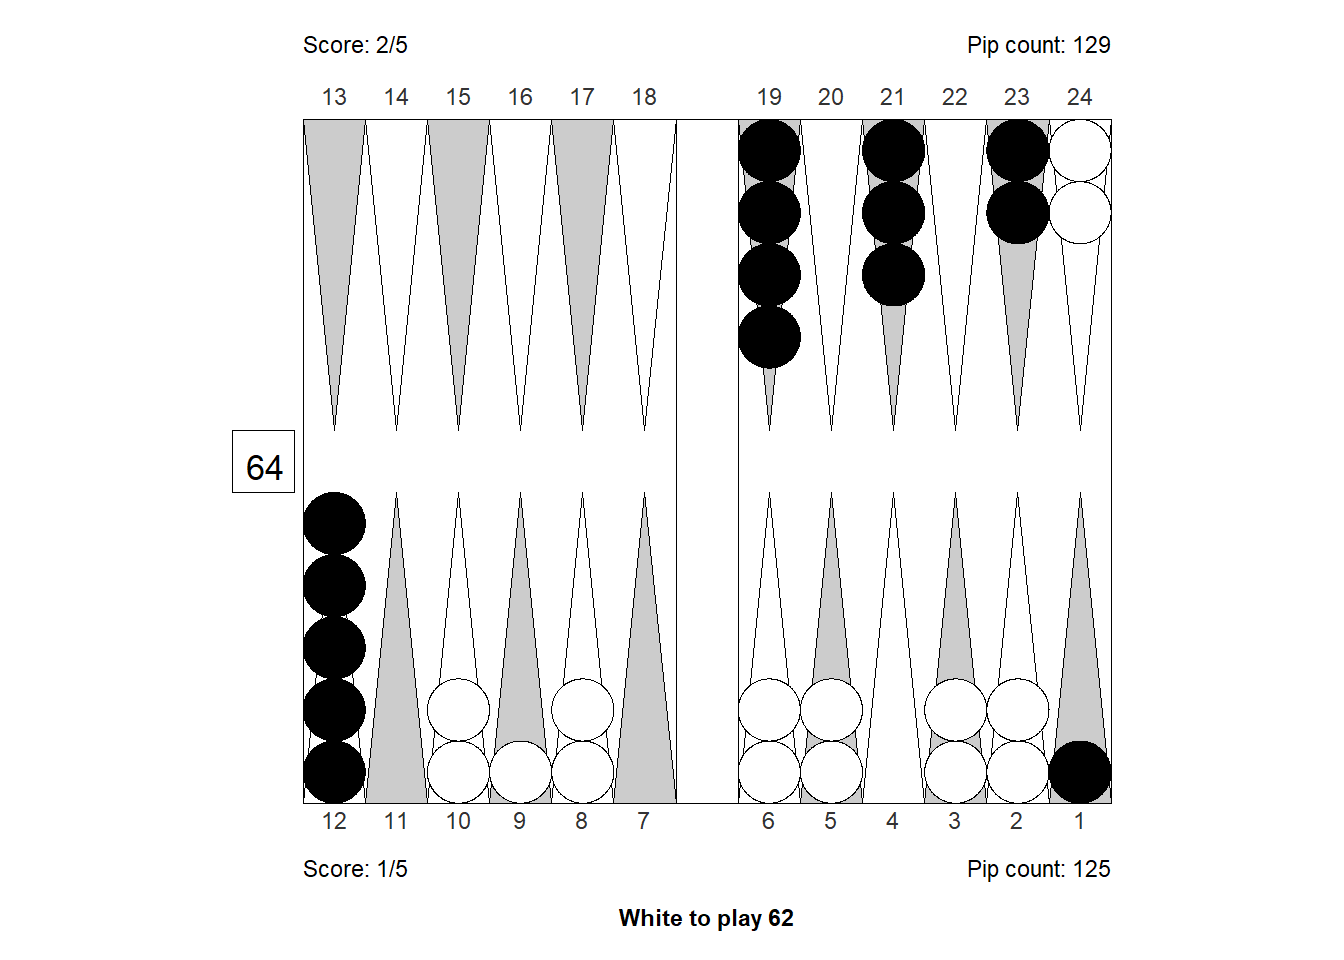 Score: 2/5 Pip count: 129
13 14 15 16 17 18 19 20 21 22 23 24
64
12 11 10 9 8 7 6 5 4 3 2 1
Score: 1/5 Pip count: 125
White to play 62